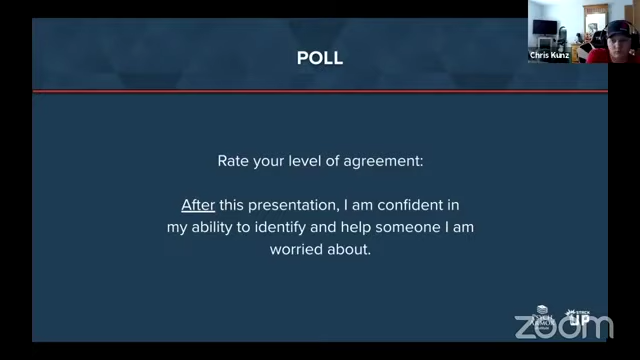 POLL
Chris Kunz
Rate your level of agreement:
After this presentation, I am confident in
my ability to identify and help someone I am
worried about.
UP
zoom